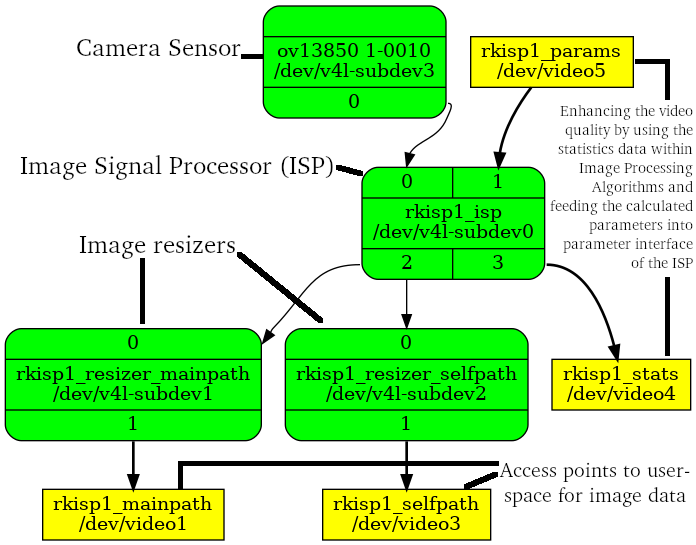 Camera Sensor
ov13850 1-0010
/dev/v4l-subdev3
0
rkisp1_params
/dev/video5
Enhancing the video
quality by using the
statistics data within
Image Processing
Algorithms and
feeding the calculated
parameters into
parameter interface
of the ISP
Image Signal Processor (ISP)
0
1
rkisp1_isp
/dev/v4l-subdev0
2
3
Image resizers
0
rkisp1_resizer_mainpath
/dev/v4l-subdev1
1
0
rkisp1_resizer_selfpath
/dev/v4l-subdev2
1
rkisp1_stats
/dev/video4
rkisp1_mainpath
/dev/video1
rkisp1_selfpath
/dev/video3
Access points to user-
space for image data